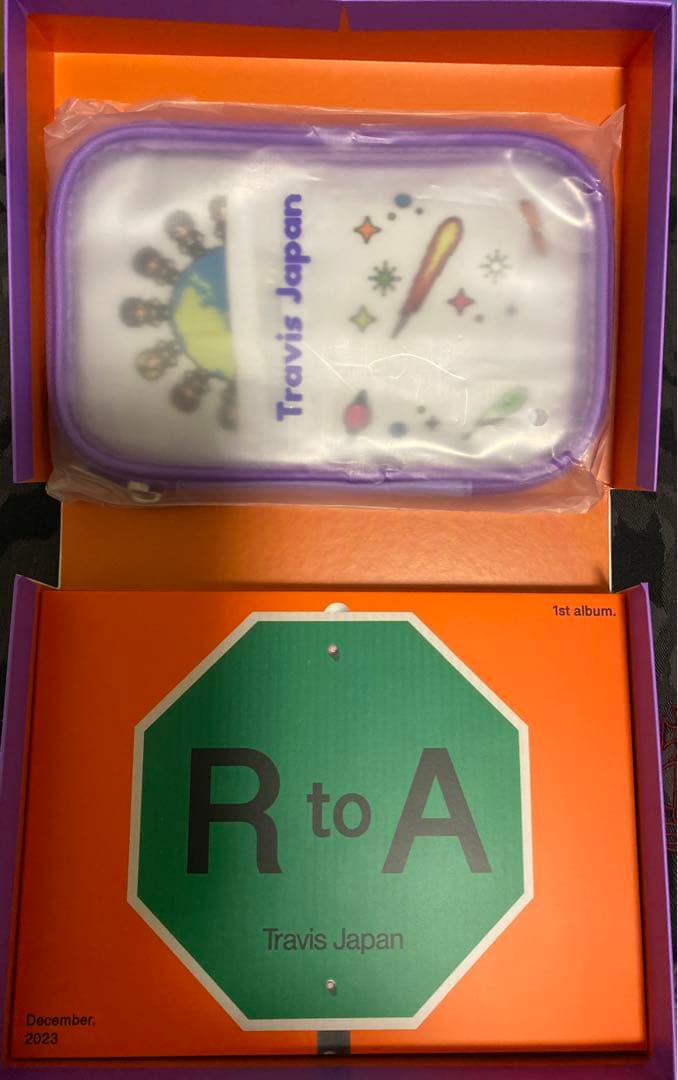 Travis Japan
1st album.
R to A
Travis Japan
December,
2023